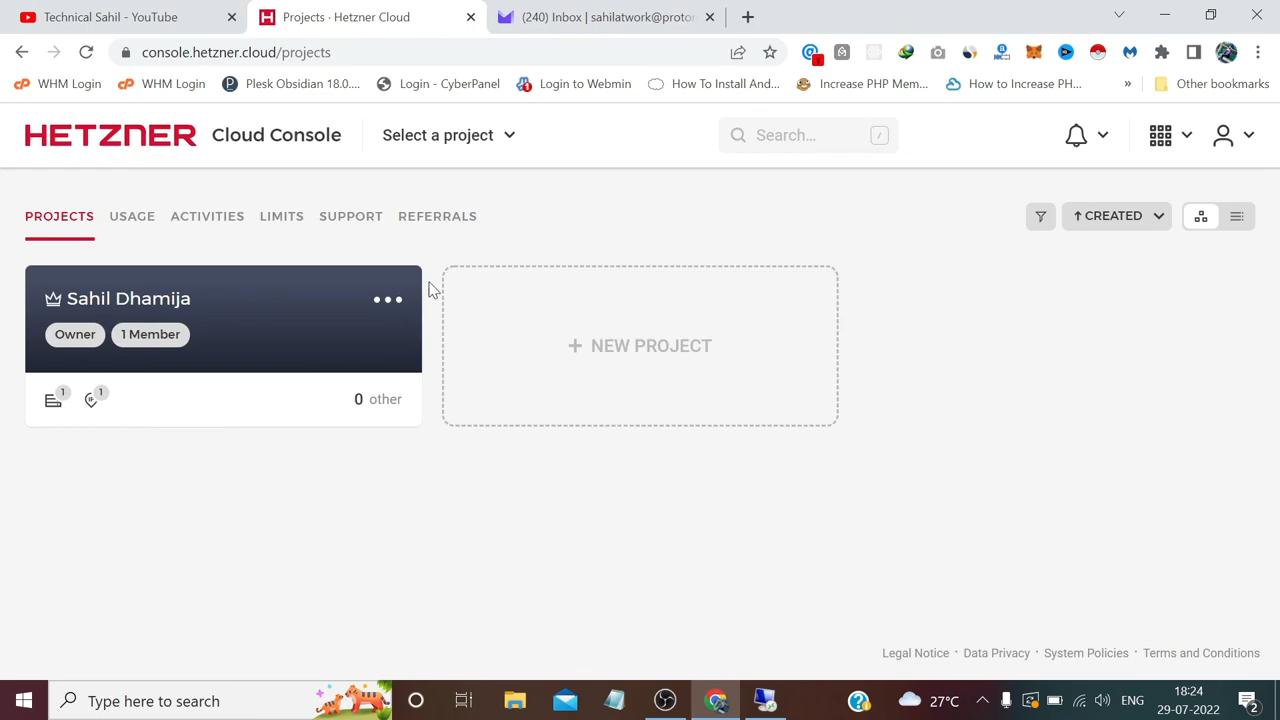 Technical Sahil - YouTube
Projects · Hetzner Cloud
(240) Inbox | sahilatwork@proto
console.hetzner.cloud/projects
WHM Login
WHM Login
Plesk Obsidian 18.0....
Login - CyberPanel
Login to Webmin
How To Install And...
Increase PHP Mem...
How to Increase PH...
»
Other bookmarks
HETZNER Cloud Console
Select a project
Search...
/
PROJECTS
USAGE
ACTIVITIES
LIMITS
SUPPORT
REFERRALS
CREATED
Sahil Dhamija
Owner
1 Member
1
1
0 other
+ NEW PROJECT
Legal Notice · Data Privacy · System Policies · Terms and Conditions
Type here to search
27°C
ENG
18:24
29-07-2022
2